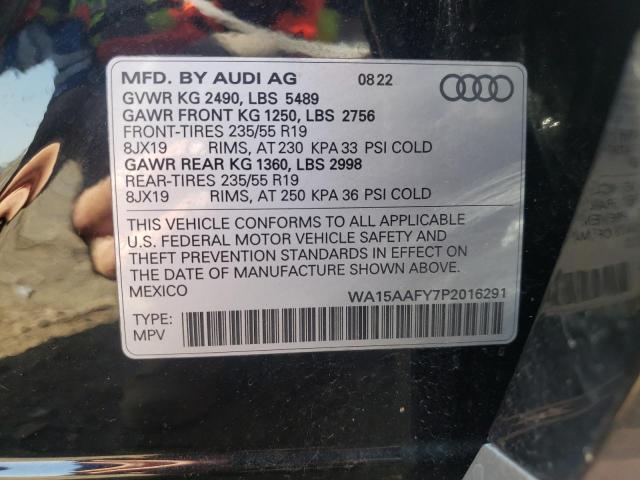 MFD. BY AUDI AG 08 22
GVWR KG 2490, LBS 5489
GAWR FRONT KG 1250, LBS 2756
FRONT-TIRES 235/55 R19
8JX19 RIMS, AT 230 KPA 33 PSI COLD
GAWR REAR KG 1360, LBS 2998
REAR-TIRES 235/55 R19
8JX19 RIMS, AT 250 KPA 36 PSI COLD
THIS VEHICLE CONFORMS TO ALL APPLICABLE
U.S. FEDERAL MOTOR VEHICLE SAFETY AND
THEFT PREVENTION STANDARDS IN EFFECT ON
THE DATE OF MANUFACTURE SHOWN ABOVE.
MEXICO WA15AAFY7P2016291
TYPE:
MPV